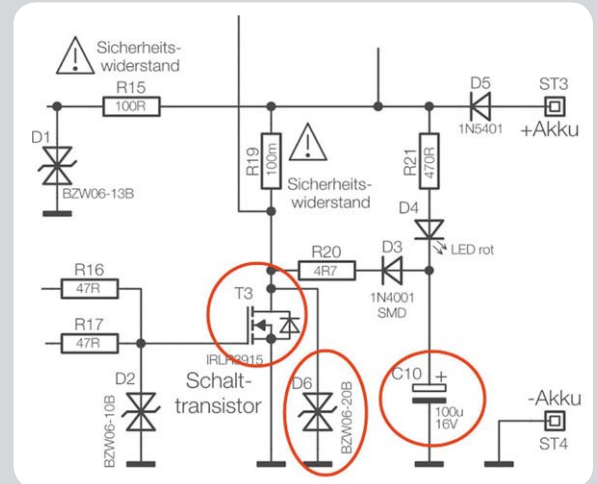 Sicherheits-
widerstand
R15
100R
D5
ST3
1N5401
+Akku
D1
BZW06-13B
R19
100m
Sicherheits-
widerstand
R21
470R
D4
LED rot
R20
4R7
D3
1N4001
SMD
R16
47R
R17
47R
T3
IRLR3915
Schalt-
transistor
D2
BZW06-10B
D6
BZW06-20B
C10
+
100u
16V
-Akku
ST4